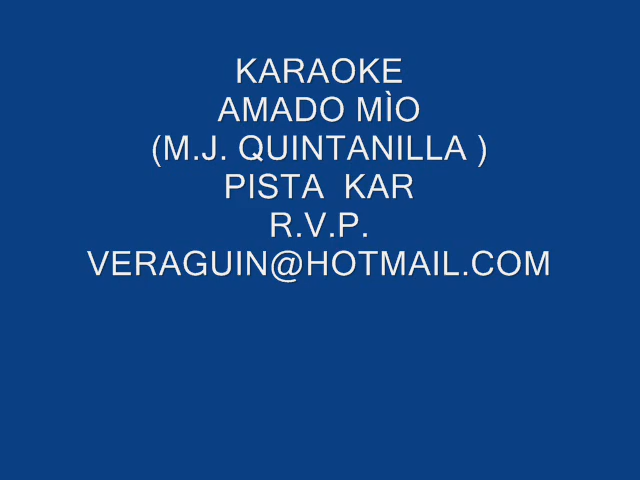 KARAOKE
AMADO MÌO
(M.J. QUINTANILLA )
PISTA  KAR
R.V.P.
VERAGUIN@HOTMAIL.COM